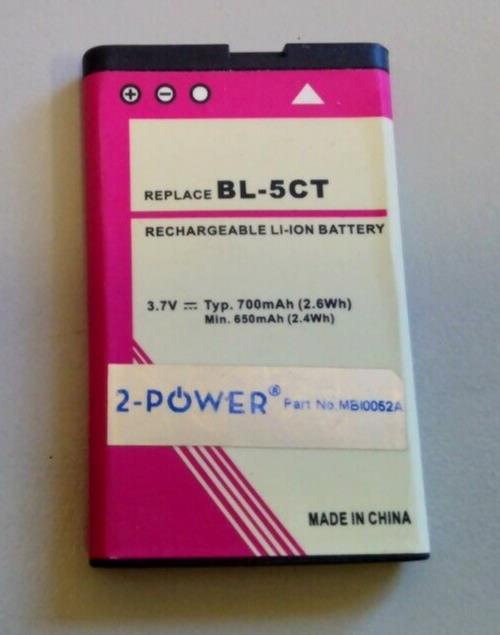 REPLACE BL-5CT
RECHARGEABLE LI-ION BATTERY
3.7V ⎓ Typ. 700mAh (2.6Wh)
Min. 650mAh (2.4Wh)
2-POWER® Part No.MBI0052A
MADE IN CHINA